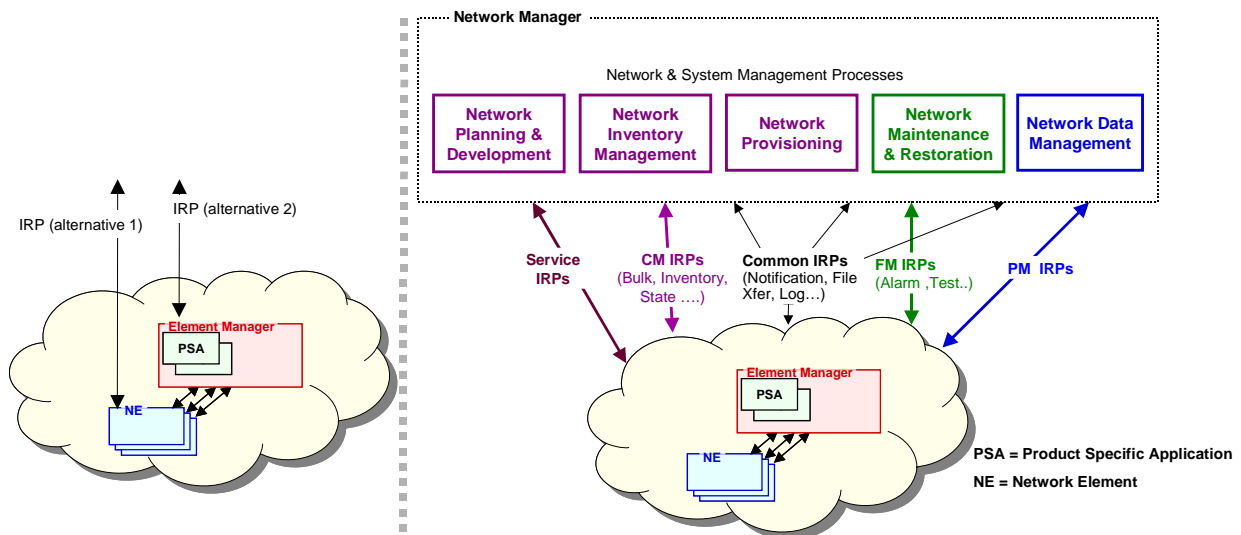 Network Manager
Network & System Management Processes
Network
Planning &
Development
Network
Inventory
Management
Network
Provisioning
Network
Maintenance
& Restoration
Network Data
Management
IRP (alternative 1)
IRP (alternative 2)
Service
IRPs
CM IRPs
(Bulk, Inventory,
State ….)
Common IRPs
(Notification, File
Xfer, Log…)
FM IRPs
(Alarm ,Test..)
PM IRPs
Element Manager
PSA
NE
Element Manager
PSA
NE
PSA = Product Specific Application
NE = Network Element